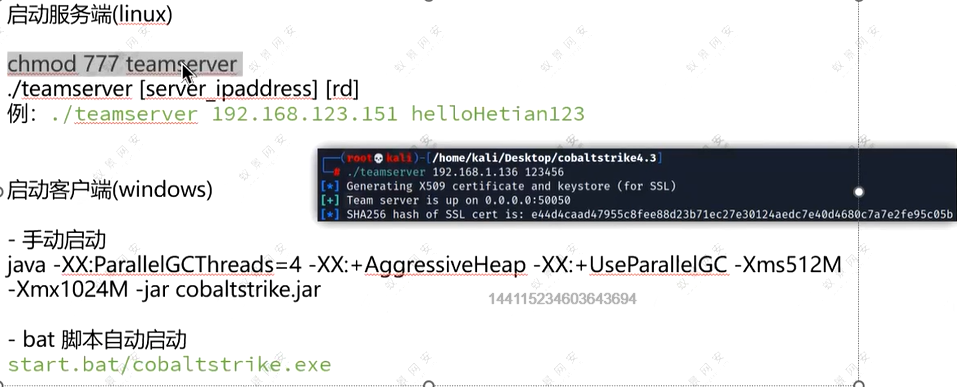 启动服务端(linux)
chmod 777 teamserver
./teamserver [server_ipaddress] [rd]
例：./teamserver 192.168.123.151 helloHetian123
(root💀kali)-[/home/kali/Desktop/cobaltstrike4.3]
# ./teamserver 192.168.1.136 123456
[*] Generating X509 certificate and keystore (for SSL)
[+] Team server is up on 0.0.0.0:50050
[*] SHA256 hash of SSL cert is: e44d4caad47955c8fee88d23b71ec27e30124aedc7e40d4680c7a7e2fe95c05b
启动客户端(windows)
- 手动启动
java -XX:ParallelGCThreads=4 -XX:+AggressiveHeap -XX:+UseParallelGC -Xms512M
-Xmx1024M -jar cobaltstrike.jar
144115234603643694
- bat 脚本自动启动
start.bat/cobaltstrike.exe